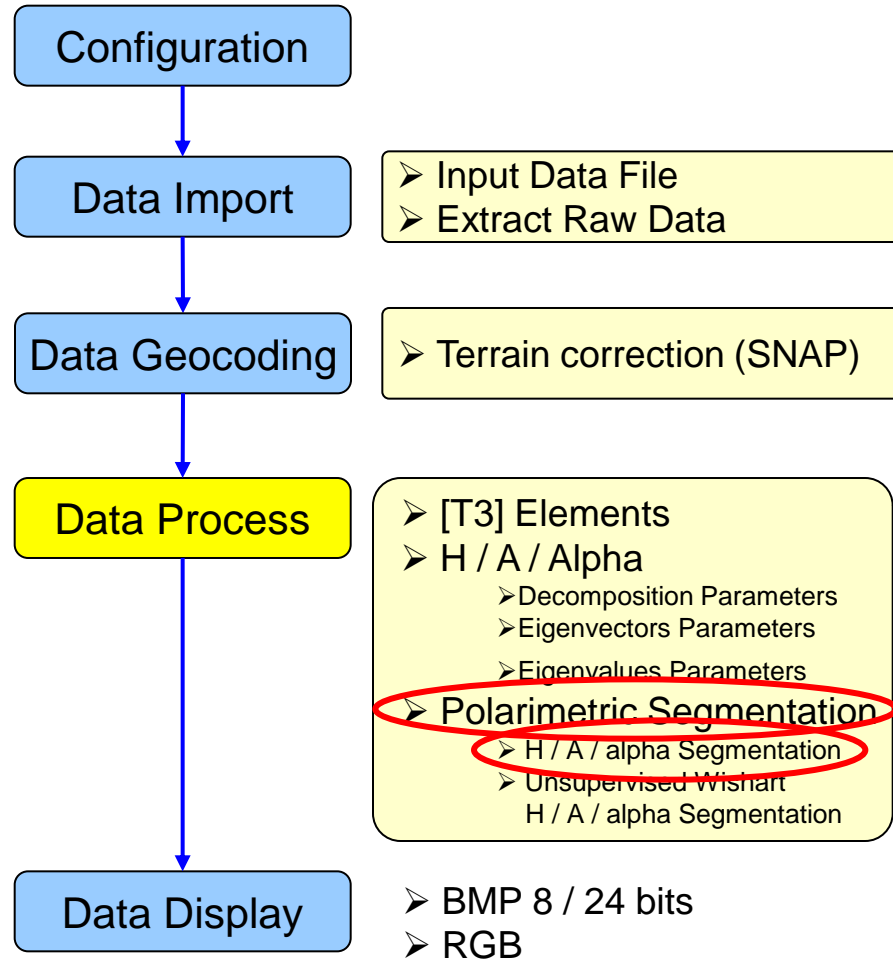 Configuration
Data Import
➢ Input Data File
➢ Extract Raw Data
Data Geocoding
➢ Terrain correction (SNAP)
Data Process
➢ [T3] Elements
➢ H / A / Alpha
➢Decomposition Parameters
➢Eigenvectors Parameters
➢Eigenvalues Parameters
➢ Polarimetric Segmentation
➢ H / A / alpha Segmentation
➢ Unsupervised Wishart
H / A / alpha Segmentation
Data Display
➢ BMP 8 / 24 bits
➢ RGB